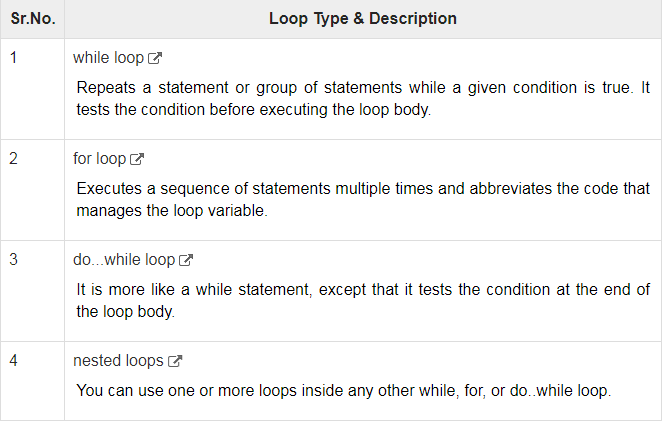 Sr.No. Loop Type & Description
1 while loop
Repeats a statement or group of statements while a given condition is true. It
tests the condition before executing the loop body.
2 for loop
Executes a sequence of statements multiple times and abbreviates the code that
manages the loop variable.
3 do...while loop
It is more like a while statement, except that it tests the condition at the end of
the loop body.
4 nested loops
You can use one or more loops inside any other while, for, or do..while loop.